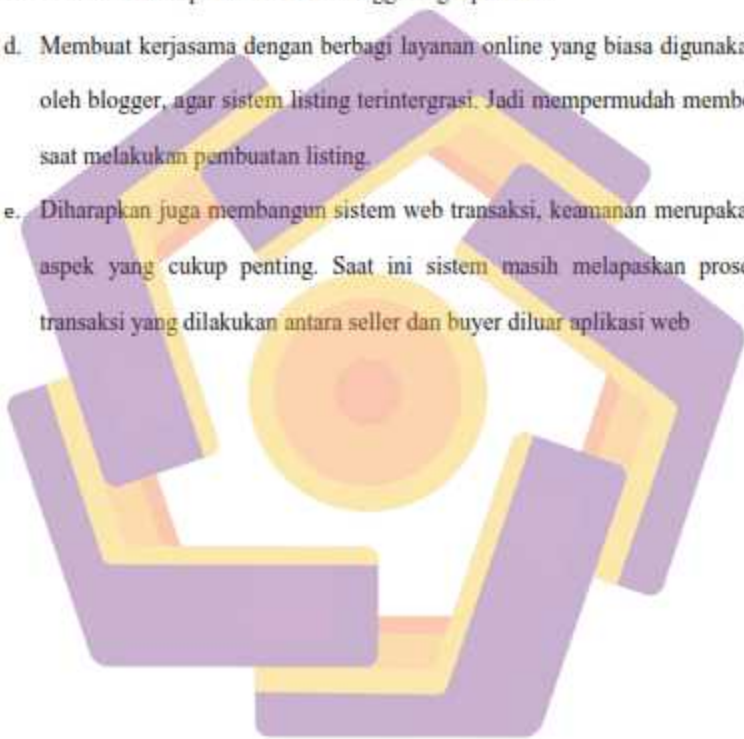 d. Membuat kerjasama dengan berbagi layanan online yang biasa digunaka
oleh blogger, agar sistem listing terintergrasi. Jadi mempermudah membe
saat melakukan pembuatan listing.
e. Diharapkan juga membangun sistem web transaksi, keamanan merupaka
aspek yang cukup penting. Saat ini sistem masih melapaskan prose
transaksi yang dilakukan antara seller dan buyer diluar aplikasi web